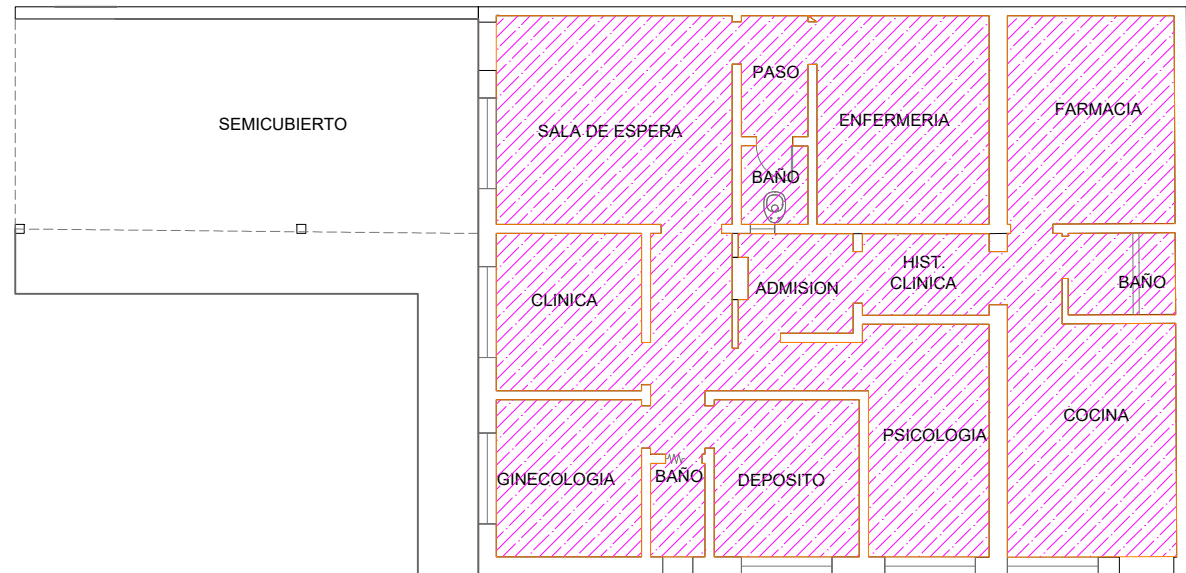 PASO
SEMICUBIERTO
SALA DE ESPERA
ENFERMERIA
FARMACIA
BAÑO
CLINICA
ADMISION
HIST.
CLINICA
BAÑO
GINECOLOGIA
BAÑO
DEPOSITO
PSICOLOGIA
COCINA